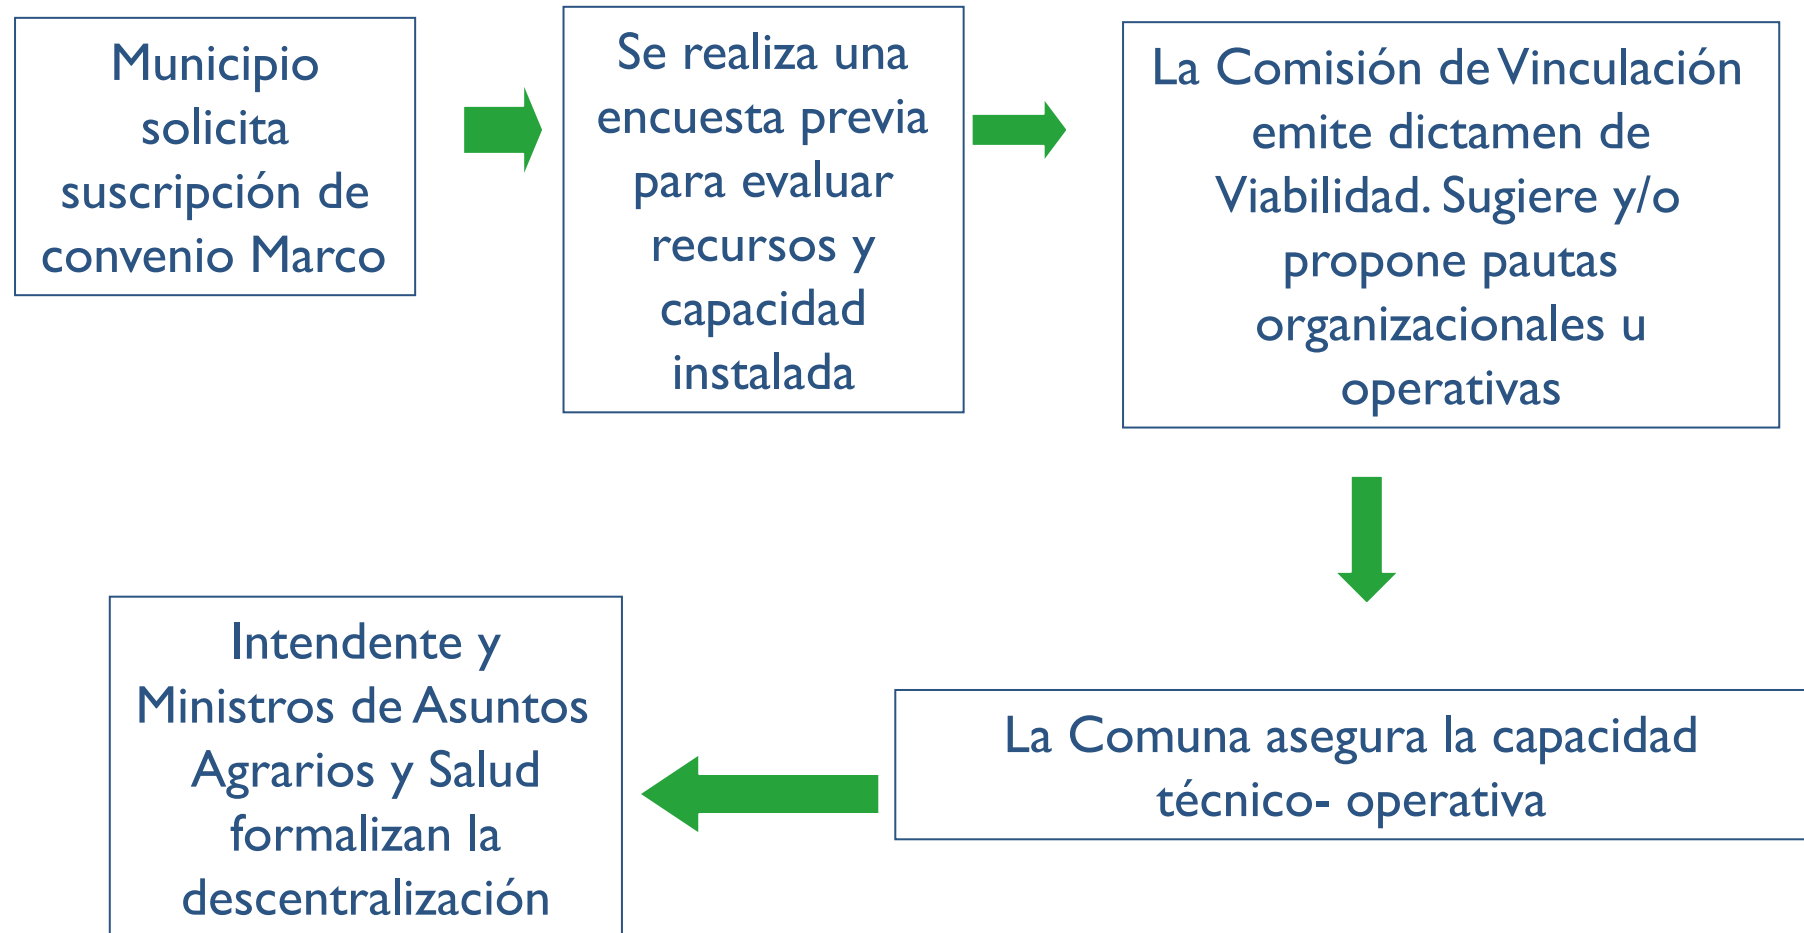 Municipio
solicita
suscripción de
convenio Marco
Se realiza una
encuesta previa
para evaluar
recursos y
capacidad
instalada
La Comisión de Vinculación
emite dictamen de
Viabilidad. Sugiere y/o
propone pautas
organizacionales u
operativas
La Comuna asegura la capacidad
técnico- operativa
Intendente y
Ministros de Asuntos
Agrarios y Salud
formalizan la
descentralización